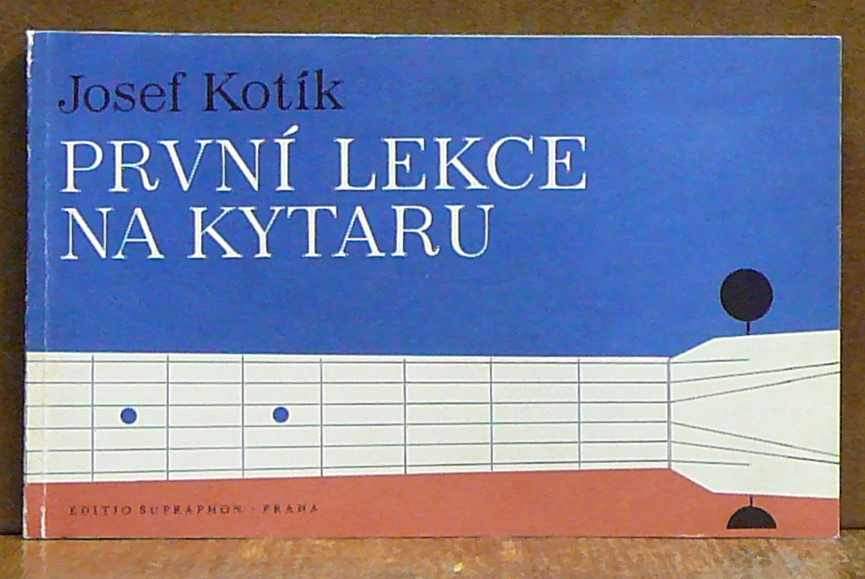 Josef Kotík
PRVNÍ LEKCE
NA KYTARU
EDITIO SUPRAPHON · PRAHA